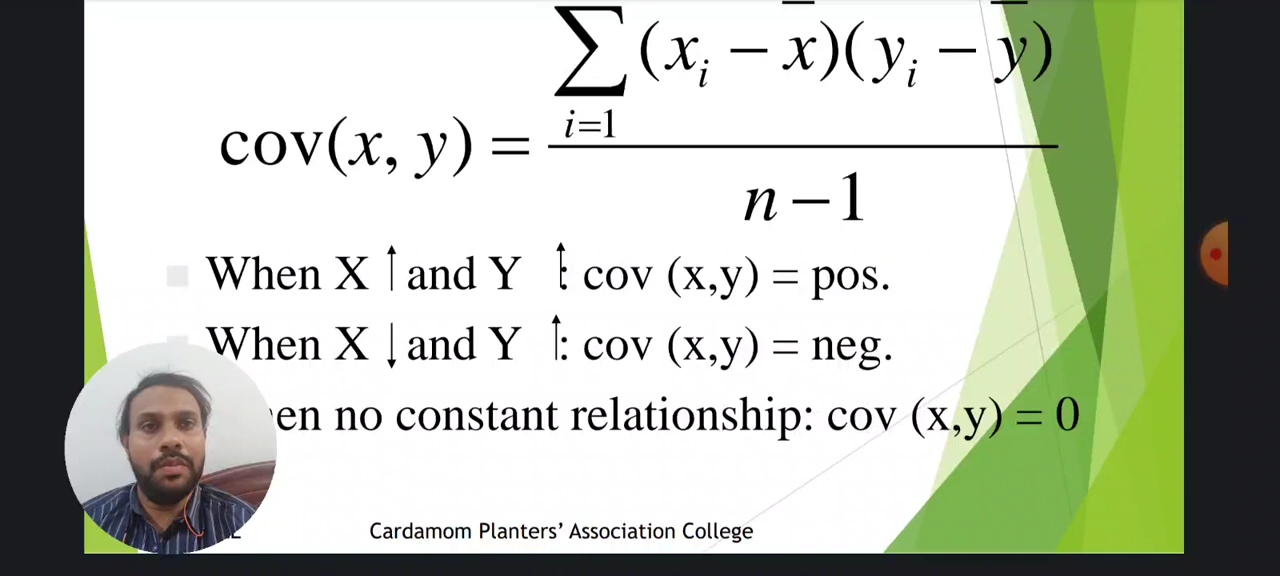 ∑(xᵢ − x̄)(yᵢ − ȳ)
i=1
cov(x, y) =
n − 1
When X ↑ and Y ↑: cov (x,y) = pos.
When X ↓ and Y ↑: cov (x,y) = neg.
en no constant relationship: cov (x,y) = 0
Cardamom Planters’ Association College